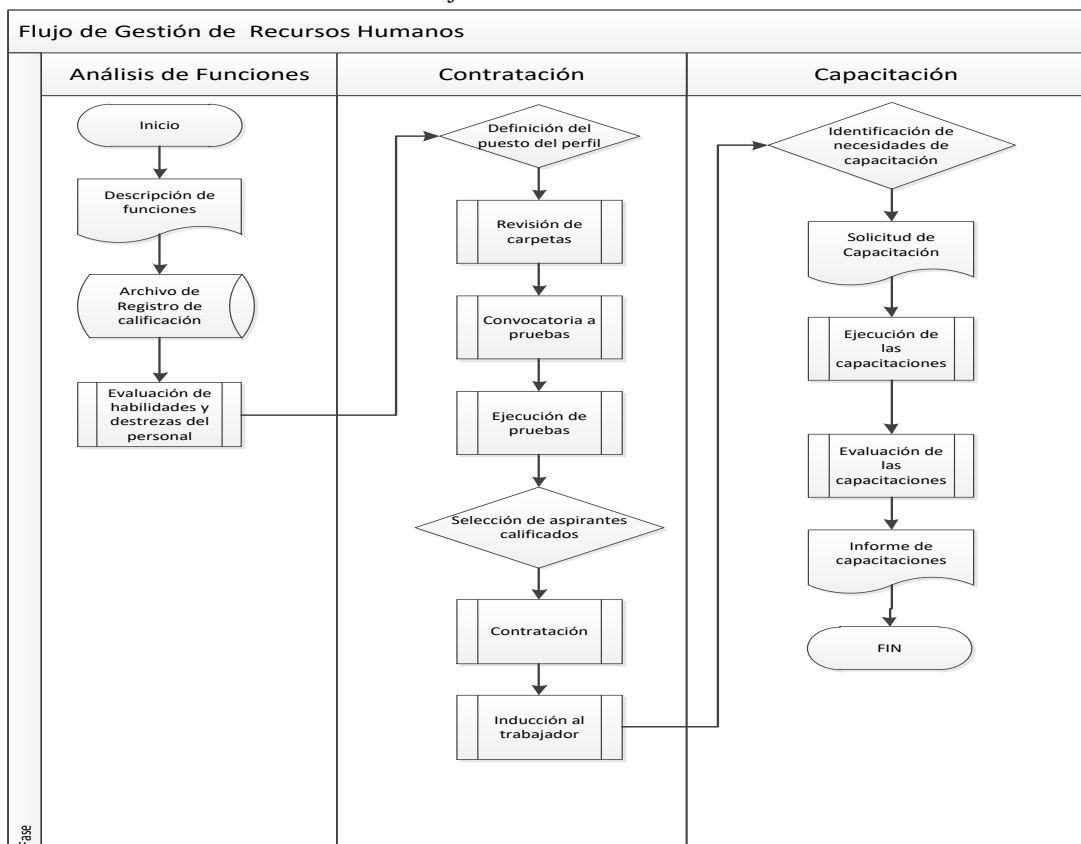 Flujo de Gestión de Recursos Humanos
Análisis de Funciones
Contratación
Capacitación
Inicio
Descripción de
funciones
Archivo de
Registro de
calificación
Evaluación de
habilidades y
destrezas del
personal
Definición del
puesto del perfil
Revisión de
carpetas
Convocatoria a
pruebas
Ejecución de
pruebas
Selección de aspirantes
calificados
Contratación
Inducción al
trabajador
Identificación de
necesidades de
capacitación
Solicitud de
Capacitación
Ejecución de
las
capacitaciones
Evaluación de
las
capacitaciones
Informe de
capacitaciones
FIN
Fase